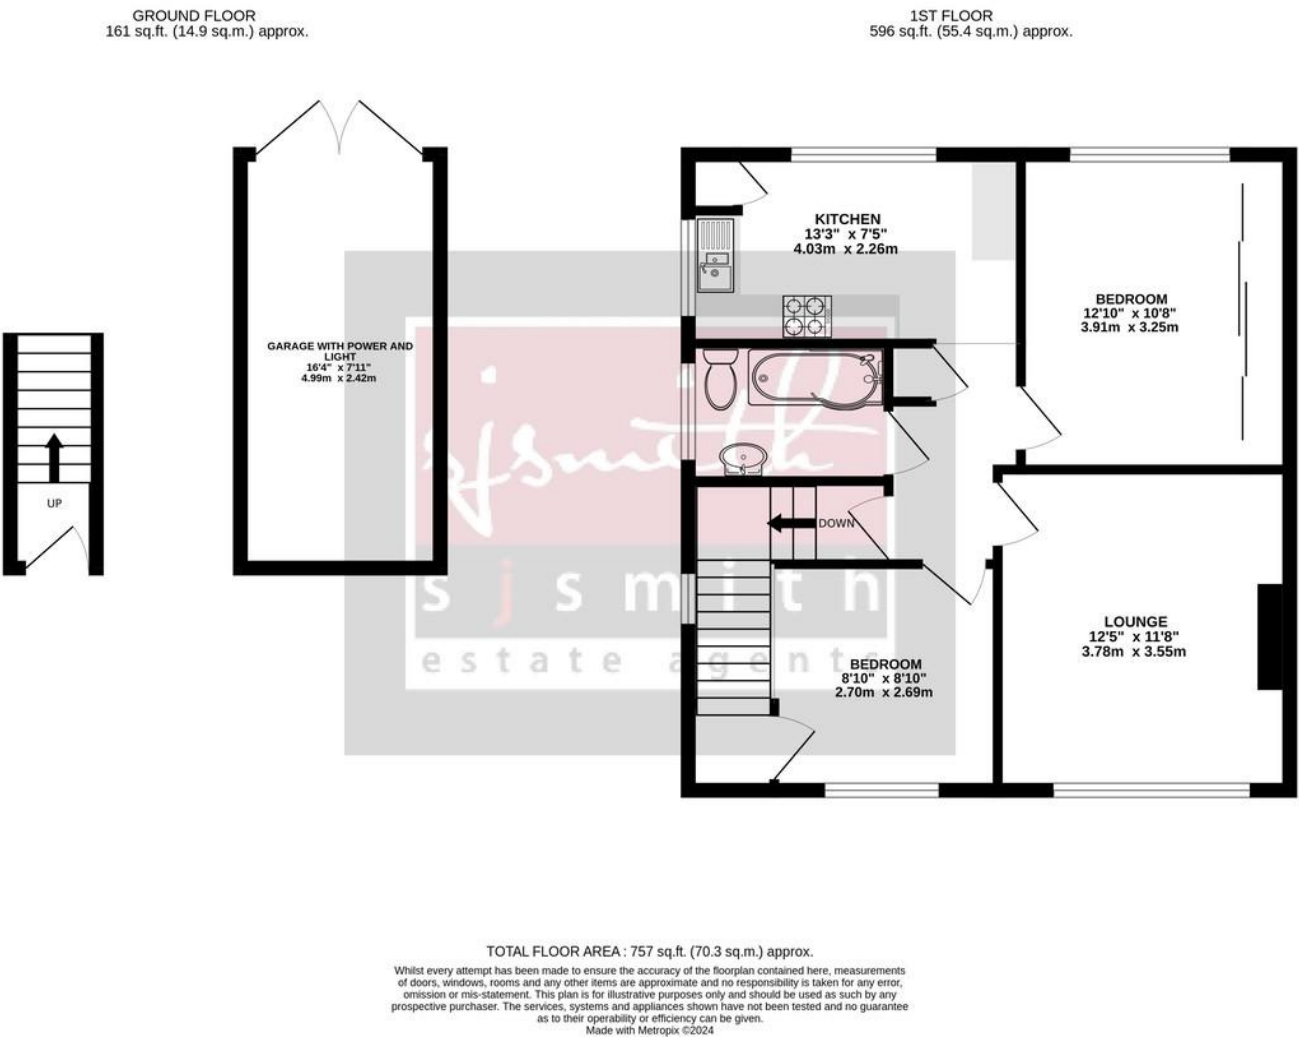 GROUND FLOOR
161 sq.ft. (14.9 sq.m.) approx.
1ST FLOOR
596 sq.ft. (55.4 sq.m.) approx.
KITCHEN
13'3" x 7'5"
4.03m x 2.26m
BEDROOM
12'10" x 10'8"
3.91m x 3.25m
GARAGE WITH POWER AND
LIGHT
16'4" x 7'11"
4.99m x 2.42m
sjsmith
UP
DOWN
sjsmith
LOUNGE
12'5" x 11'8"
3.78m x 3.55m
estate agents
BEDROOM
8'10" x 8'10"
2.70m x 2.69m
TOTAL FLOOR AREA : 757 sq.ft. (70.3 sq.m.) approx.
Whilst every attempt has been made to ensure the accuracy of the floorplan contained here, measurements
of doors, windows, rooms and any other items are approximate and no responsibility is taken for any error,
omission or mis-statement. This plan is for illustrative purposes only and should be used as such by any
prospective purchaser. The services, systems and appliances shown have not been tested and no guarantee
as to their operability or efficiency can be given.
Made with Metropix ©2024